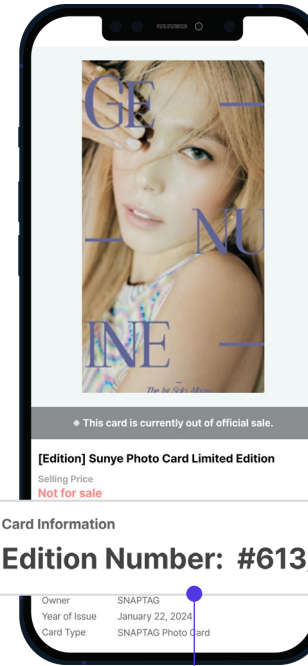 GE
NU
INE
The 1st Solo Album
※ This card is currently out of official sale.
[Edition] Sunye Photo Card Limited Edition
Selling Price
Not for sale
Card Information
Edition Number: #613
Owner SNAPTAG
Year of Issue January 22, 2024
Card Type SNAPTAG Photo Card